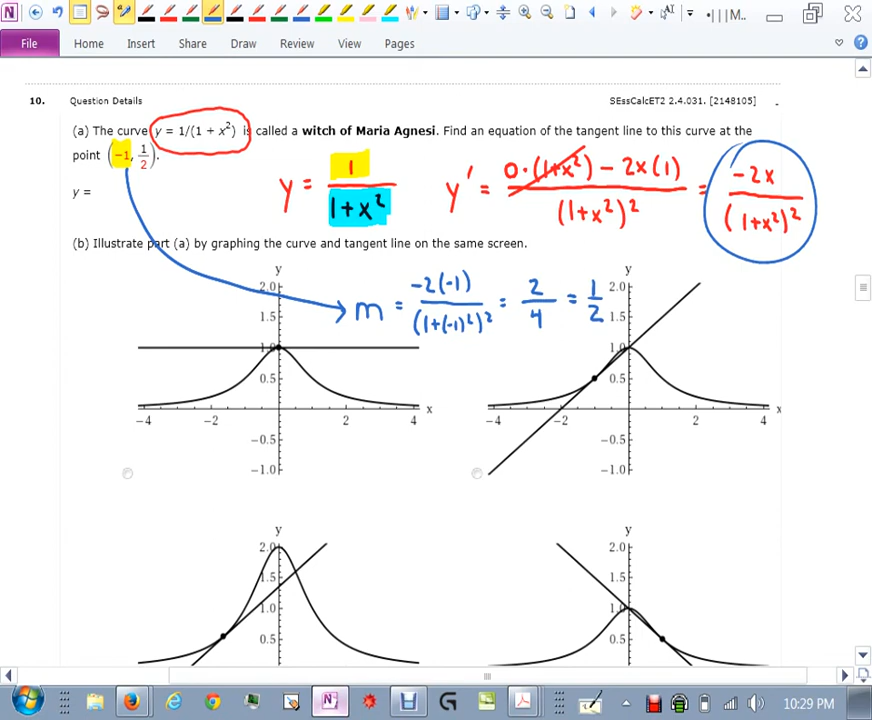 M..
File Home Insert Share Draw Review View Pages
10. Question Details SEssCalcET2 2.4.031. [2148105]
(a) The curve y = 1/(1 + x²) is called a witch of Maria Agnesi. Find an equation of the tangent line to this curve at the
point (−1, 1/2).
y = 1/(1+x²) y' = (0·(1+x²) − 2x(1))/(1+x²)² = −2x/(1+x²)²
y =
(b) Illustrate part (a) by graphing the curve and tangent line on the same screen.
m = −2(−1)/(1+(−1)²)² = 2/4 = 1/2
y
2.0
1.5
1.0
0.5
x
−4 −2 2 4
−0.5
−1.0
y
2.0
1.5
1.0
0.5
x
−4 −2 2 4
−0.5
−1.0
y
2.0
1.5
1.0
0.5
y
2.0
1.5
1.0
0.5
10:29 PM